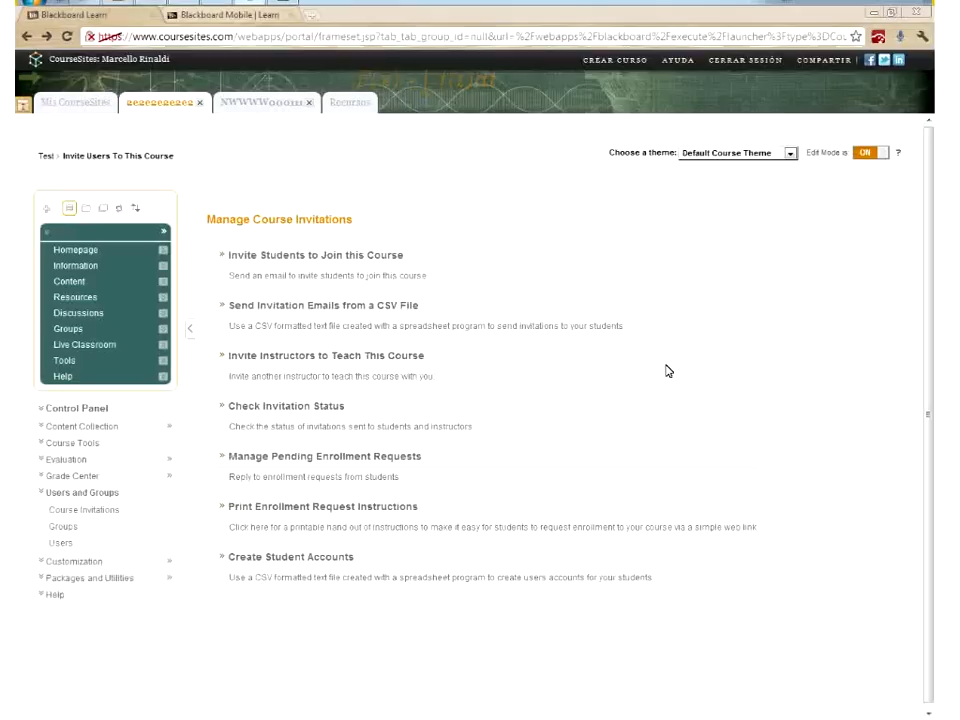 Blackboard Learn
Blackboard Mobile | Learn
https://www.coursesites.com/webapps/portal/frameset.jsp?tab_tab_group_id=null&url=%2Fwebapps%2Fblackboard%2Fexecute%2Flauncher%3Ftype%3DCou
CourseSites: Marcello Rinaldi
CREAR CURSO AYUDA CERRAR SESIÓN COMPARTIR |
Mis CourseSites
Recursos
Test > Invite Users To This Course
Choose a theme: Default Course Theme
Edit Mode is: ON ?
Homepage
Information
Content
Resources
Discussions
Groups
Live Classroom
Tools
Help
Control Panel
Content Collection
Course Tools
Evaluation
Grade Center
Users and Groups
Course Invitations
Groups
Users
Customization
Packages and Utilities
Help
Manage Course Invitations
Invite Students to Join this Course
Send an email to invite students to join this course
Send Invitation Emails from a CSV File
Use a CSV formatted text file created with a spreadsheet program to send invitations to your students
Invite Instructors to Teach This Course
Invite another instructor to teach this course with you.
Check Invitation Status
Check the status of invitations sent to students and instructors
Manage Pending Enrollment Requests
Reply to enrollment requests from students
Print Enrollment Request Instructions
Click here for a printable hand out of instructions to make it easy for students to request enrollment to your course via a simple web link
Create Student Accounts
Use a CSV formatted text file created with a spreadsheet program to create users accounts for your students